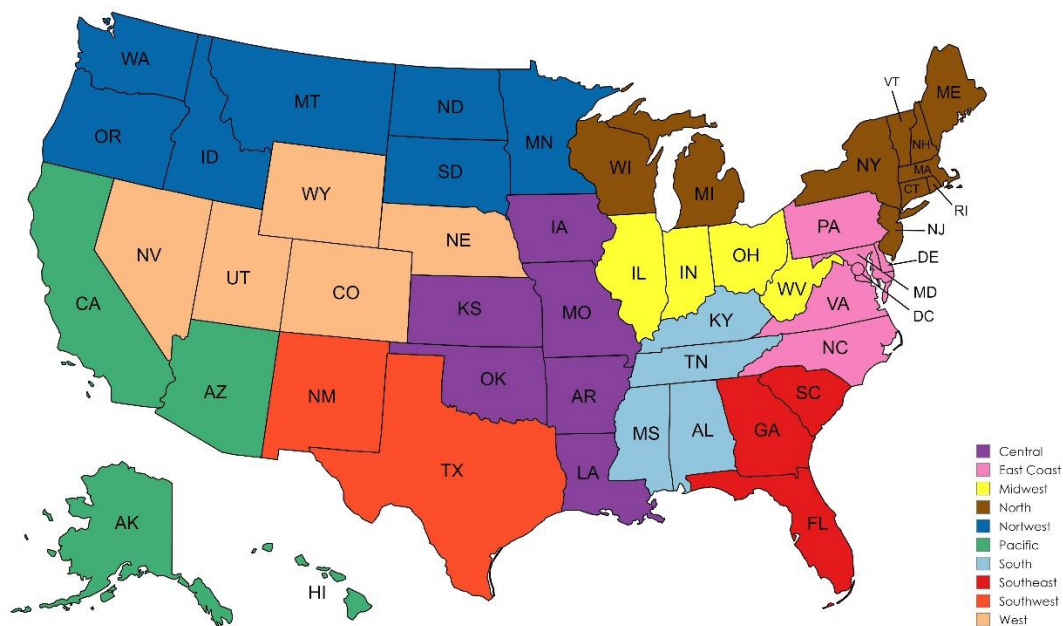 WA
MT
ND
MN
OR
ID
SD
WY
WI
MI
VT
ME
NH
NY
MA
CT
RI
NJ
PA
DE
MD
DC
NV
UT
CO
NE
IA
IL
IN
OH
WV
VA
CA
KS
MO
KY
NC
TN
AZ
NM
OK
AR
SC
MS
AL
GA
TX
LA
FL
AK
HI
Central
East Coast
Midwest
North
Nortwest
Pacific
South
Southeast
Southwest
West